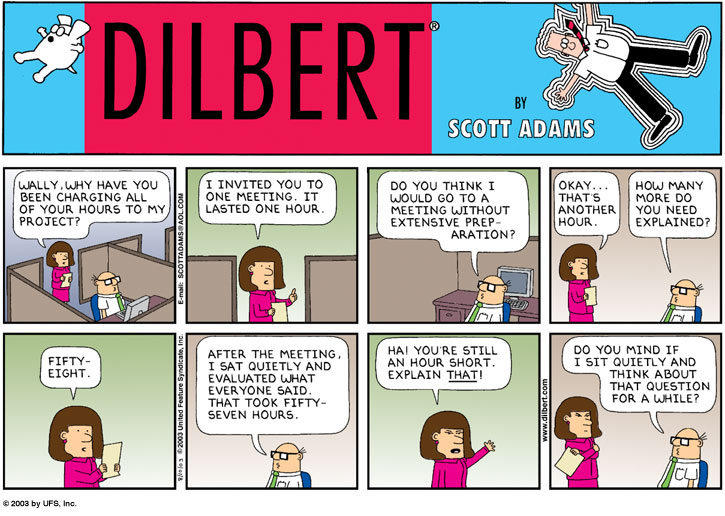 DILBERT®
BY
SCOTT ADAMS
WALLY, WHY HAVE YOU
BEEN CHARGING ALL
OF YOUR HOURS TO MY
PROJECT?
E-mail: SCOTTADAMS@AOL.COM
I INVITED YOU TO
ONE MEETING. IT
LASTED ONE HOUR.
DO YOU THINK I
WOULD GO TO A
MEETING WITHOUT
EXTENSIVE PREP-
ARATION?
OKAY...
THAT'S
ANOTHER
HOUR.
HOW MANY
MORE DO
YOU NEED
EXPLAINED?
FIFTY-
EIGHT.
© 2003 United Feature Syndicate, Inc.
AFTER THE MEETING,
I SAT QUIETLY AND
EVALUATED WHAT
EVERYONE SAID.
THAT TOOK FIFTY-
SEVEN HOURS.
HA! YOU'RE STILL
AN HOUR SHORT.
EXPLAIN THAT!
www.dilbert.com
DO YOU MIND IF
I SIT QUIETLY AND
THINK ABOUT
THAT QUESTION
FOR A WHILE?
© 2003 by UFS, Inc.